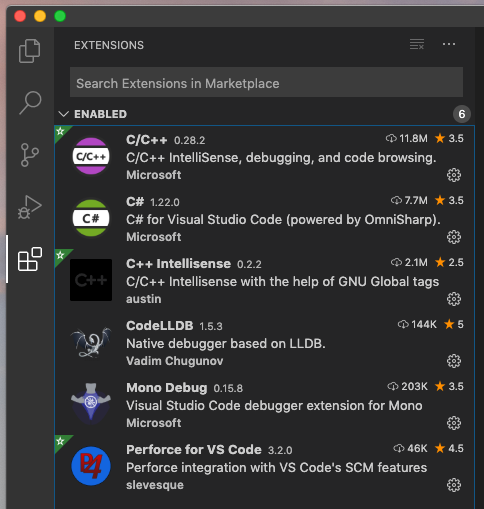 EXTENSIONS
Search Extensions in Marketplace
ENABLED 6
C/C++ 0.28.2 11.8M 3.5
C/C++
C/C++ IntelliSense, debugging, and code browsing.
Microsoft
C# 1.22.0 7.7M 3.5
C#
C# for Visual Studio Code (powered by OmniSharp).
Microsoft
C++ Intellisense 0.2.2 2.1M 2.5
C++
C/C++ Intellisense with the help of GNU Global tags
austin
CodeLLDB 1.5.3 144K 5
Native debugger based on LLDB.
Vadim Chugunov
Mono Debug 0.15.8 203K 3.5
Visual Studio Code debugger extension for Mono
Microsoft
Perforce for VS Code 3.2.0 46K 4.5
P4
Perforce integration with VS Code's SCM features
slevesque